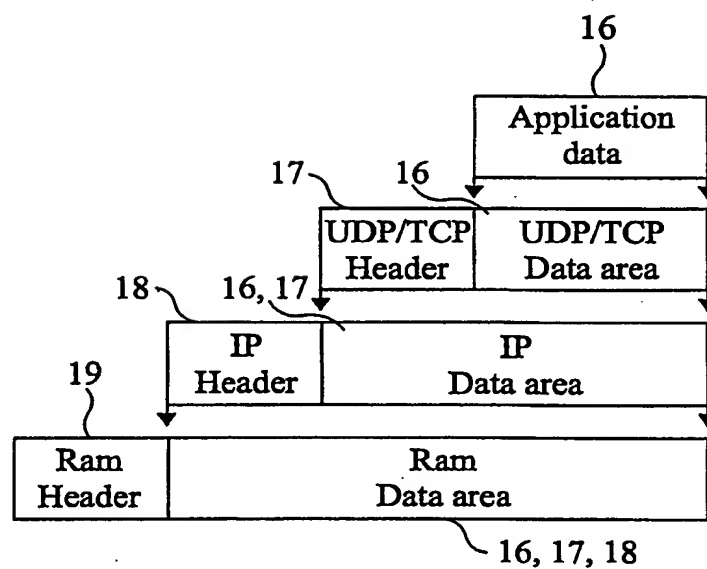 16
Application
data
17
16
UDP/TCP
Header
UDP/TCP
Data area
18
16, 17
IP
Header
IP
Data area
19
Ram
Header
Ram
Data area
16, 17, 18